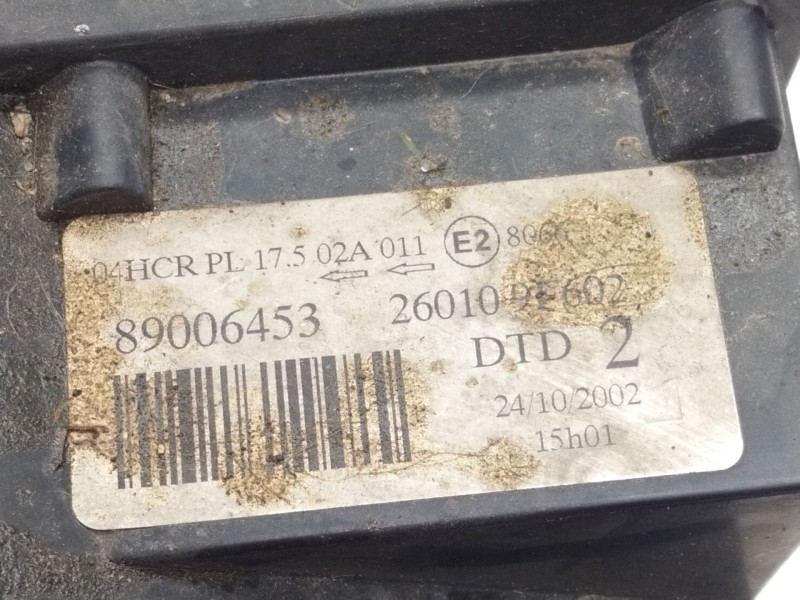 04HCR PL 17.5 02A 011 E2
89006453
DTD 2
24/10/2002
15h01